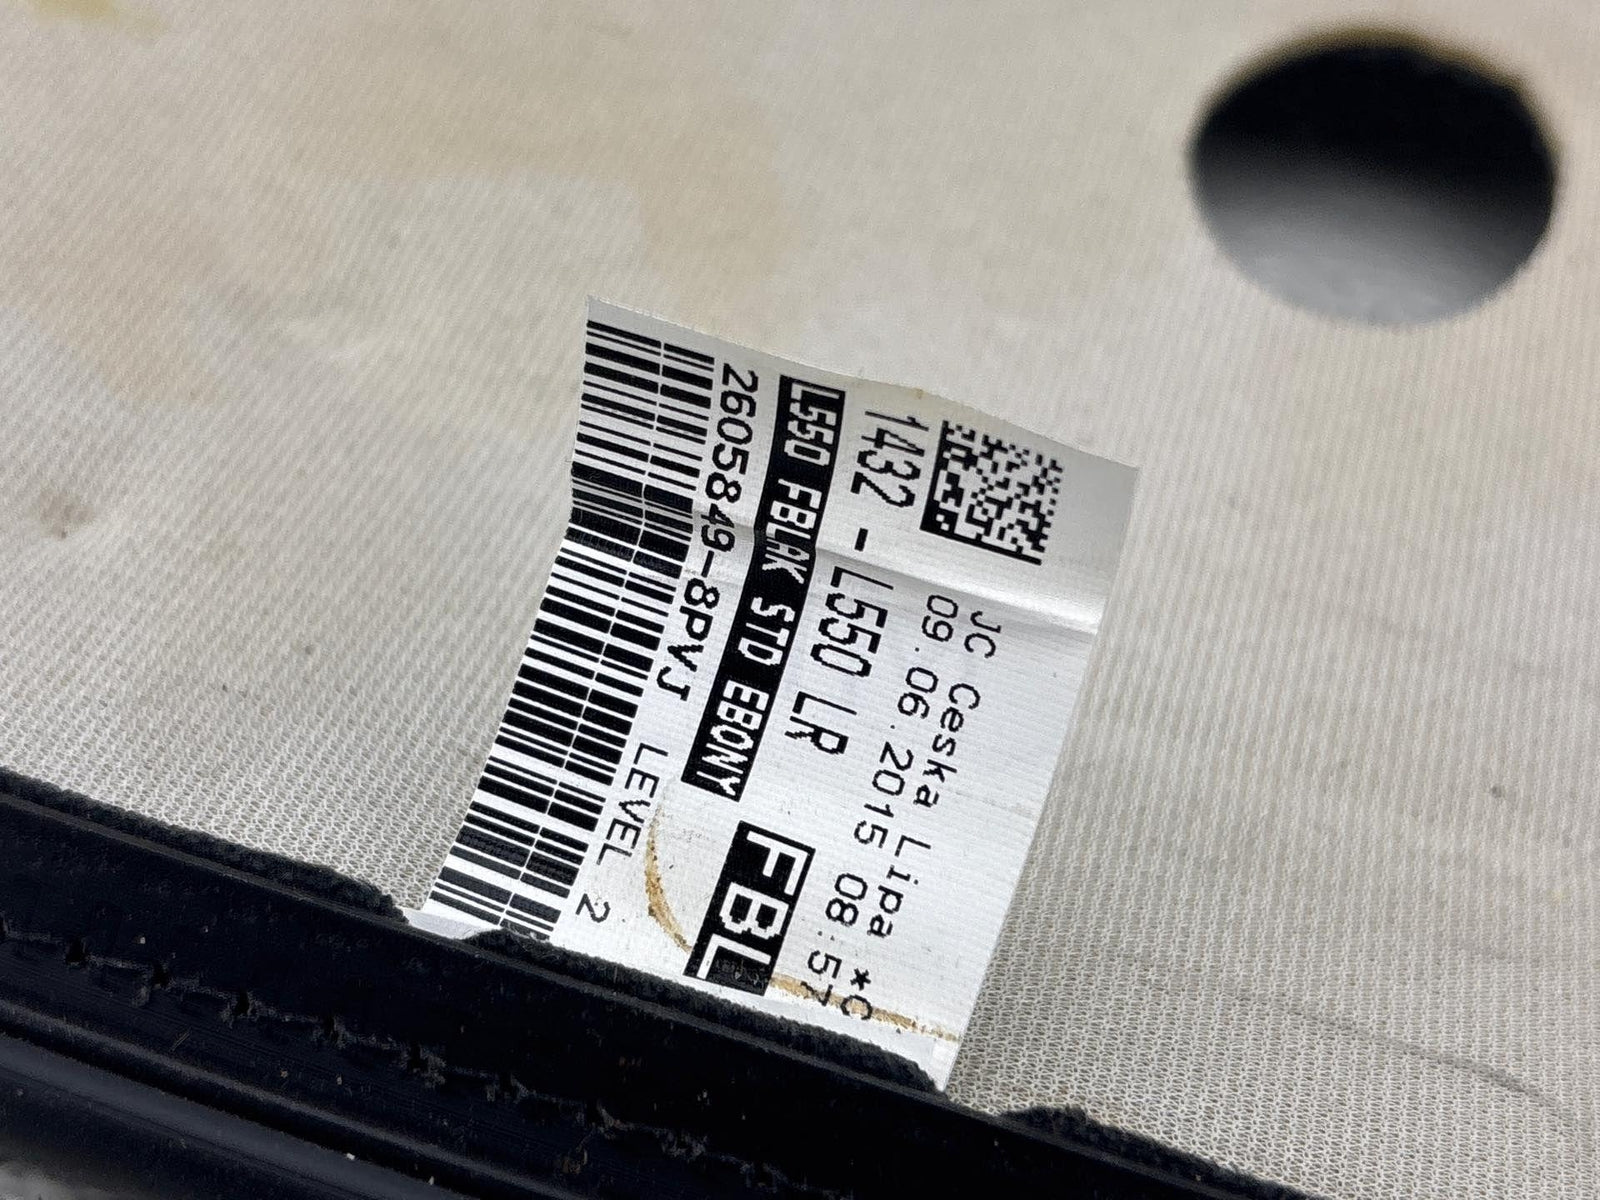 JC Ceska Lipa *C
09.06.2015 08:57
1432 - L550 LR
L550 FBLAK STD EBONY
FBL
2605849-8PVJ LEVEL 2